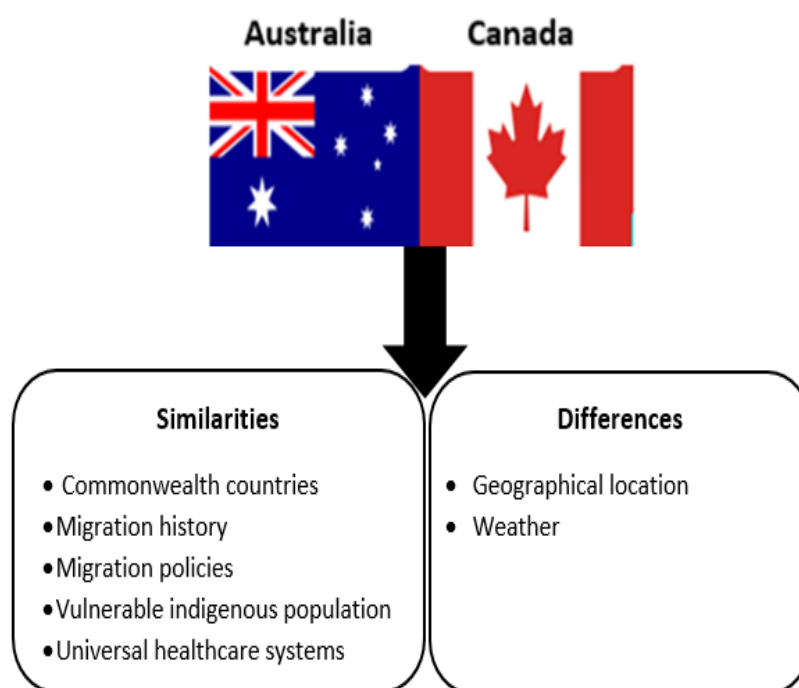 Australia Canada
Similarities
• Commonwealth countries
•Migration history
•Migration policies
•Vulnerable indigenous population
•Universal healthcare systems
Differences
• Geographical location
• Weather